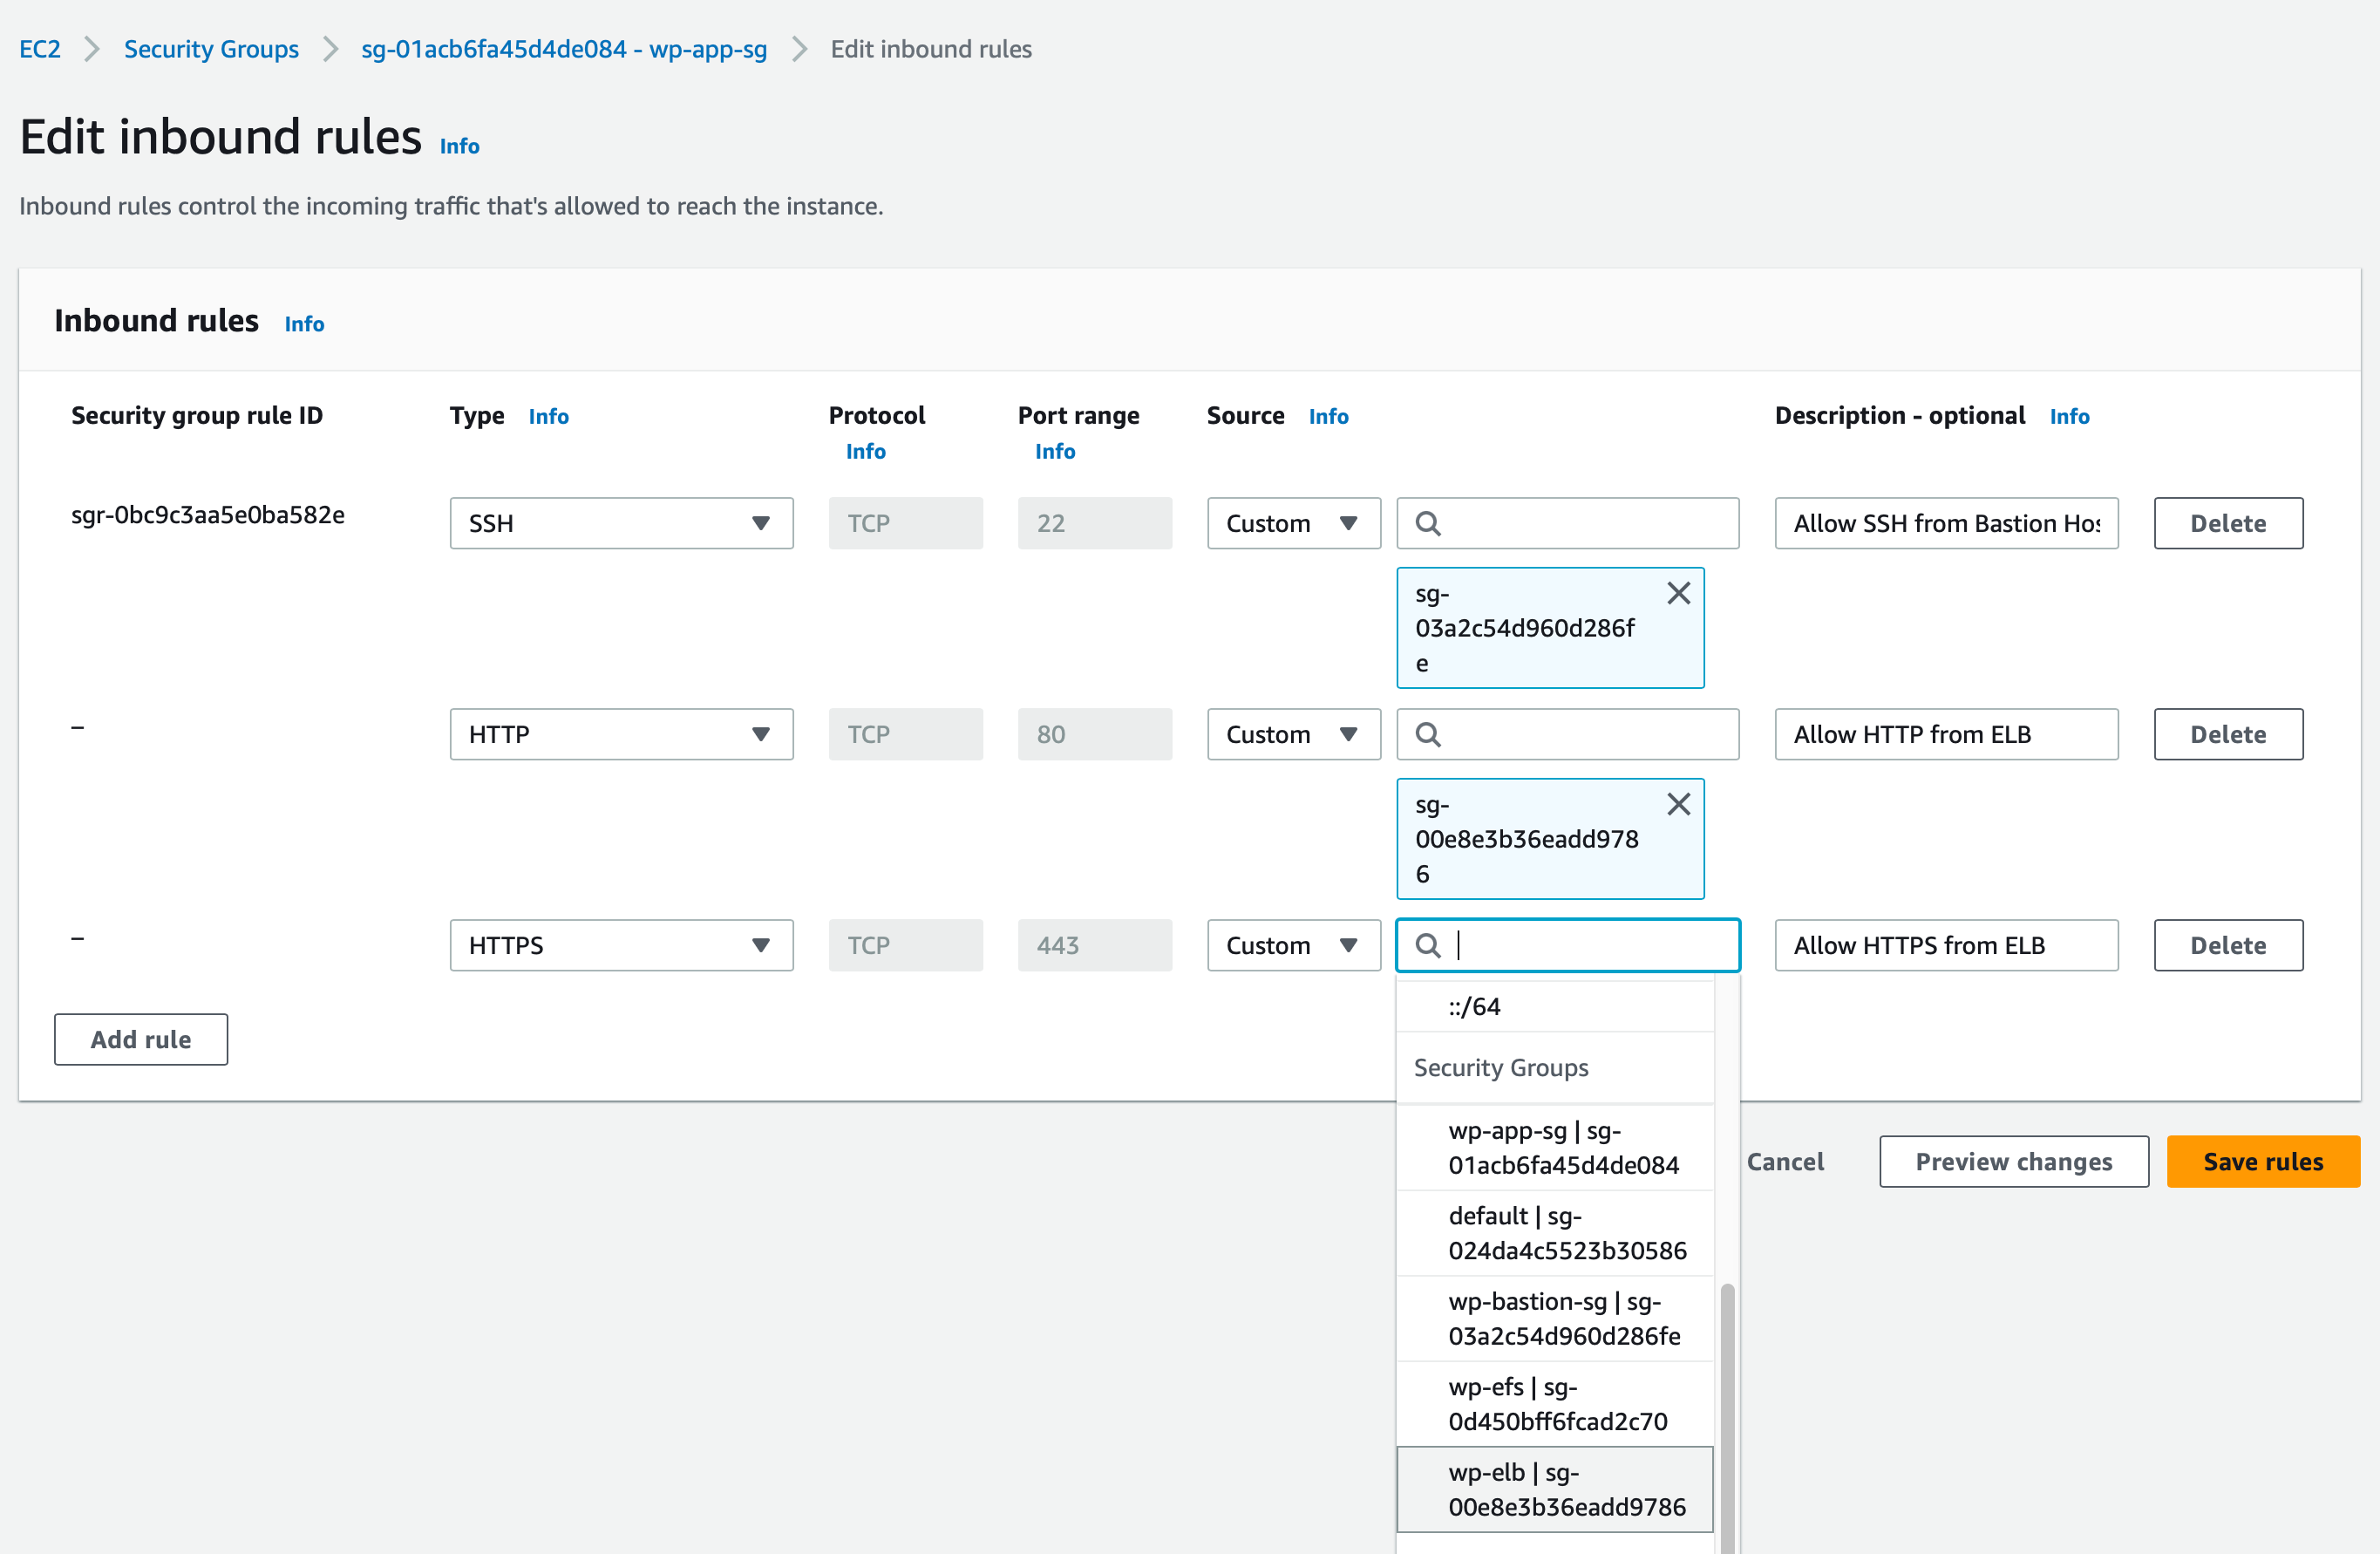 EC2 > Security Groups > sg-01acb6fa45d4de084 - wp-app-sg > Edit inbound rules
Edit inbound rules Info
Inbound rules control the incoming traffic that's allowed to reach the instance.
Inbound rules Info
Security group rule ID Type Info Protocol Info Port range Info Source Info Description - optional Info
sgr-0bc9c3aa5e0ba582e SSH TCP 22 Custom Allow SSH from Bastion Hos Delete
sg-
03a2c54d960d286f
e
– HTTP TCP 80 Custom Allow HTTP from ELB Delete
sg-
00e8e3b36eadd978
6
– HTTPS TCP 443 Custom Allow HTTPS from ELB Delete
::/64
Add rule
Security Groups
wp-app-sg | sg-
01acb6fa45d4de084
Cancel Preview changes Save rules
default | sg-
024da4c5523b30586
wp-bastion-sg | sg-
03a2c54d960d286fe
wp-efs | sg-
0d450bff6fcad2c70
wp-elb | sg-
00e8e3b36eadd9786